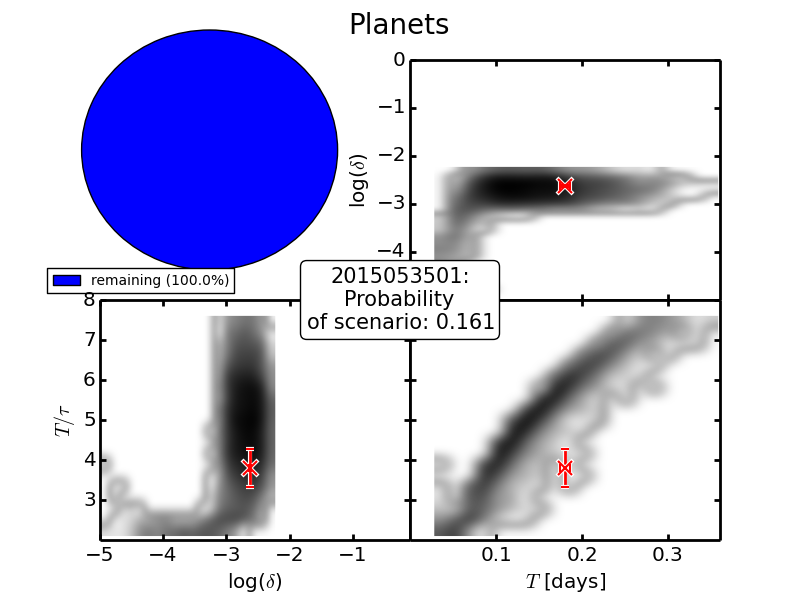 Planets
remaining (100.0%)
log(δ)
0
−1
−2
−3
−4
2015053501:
Probability
of scenario: 0.161
T/τ
8
7
6
5
4
3
−5
−4
−3
−2
−1
log(δ)
0.1
0.2
0.3
T [days]